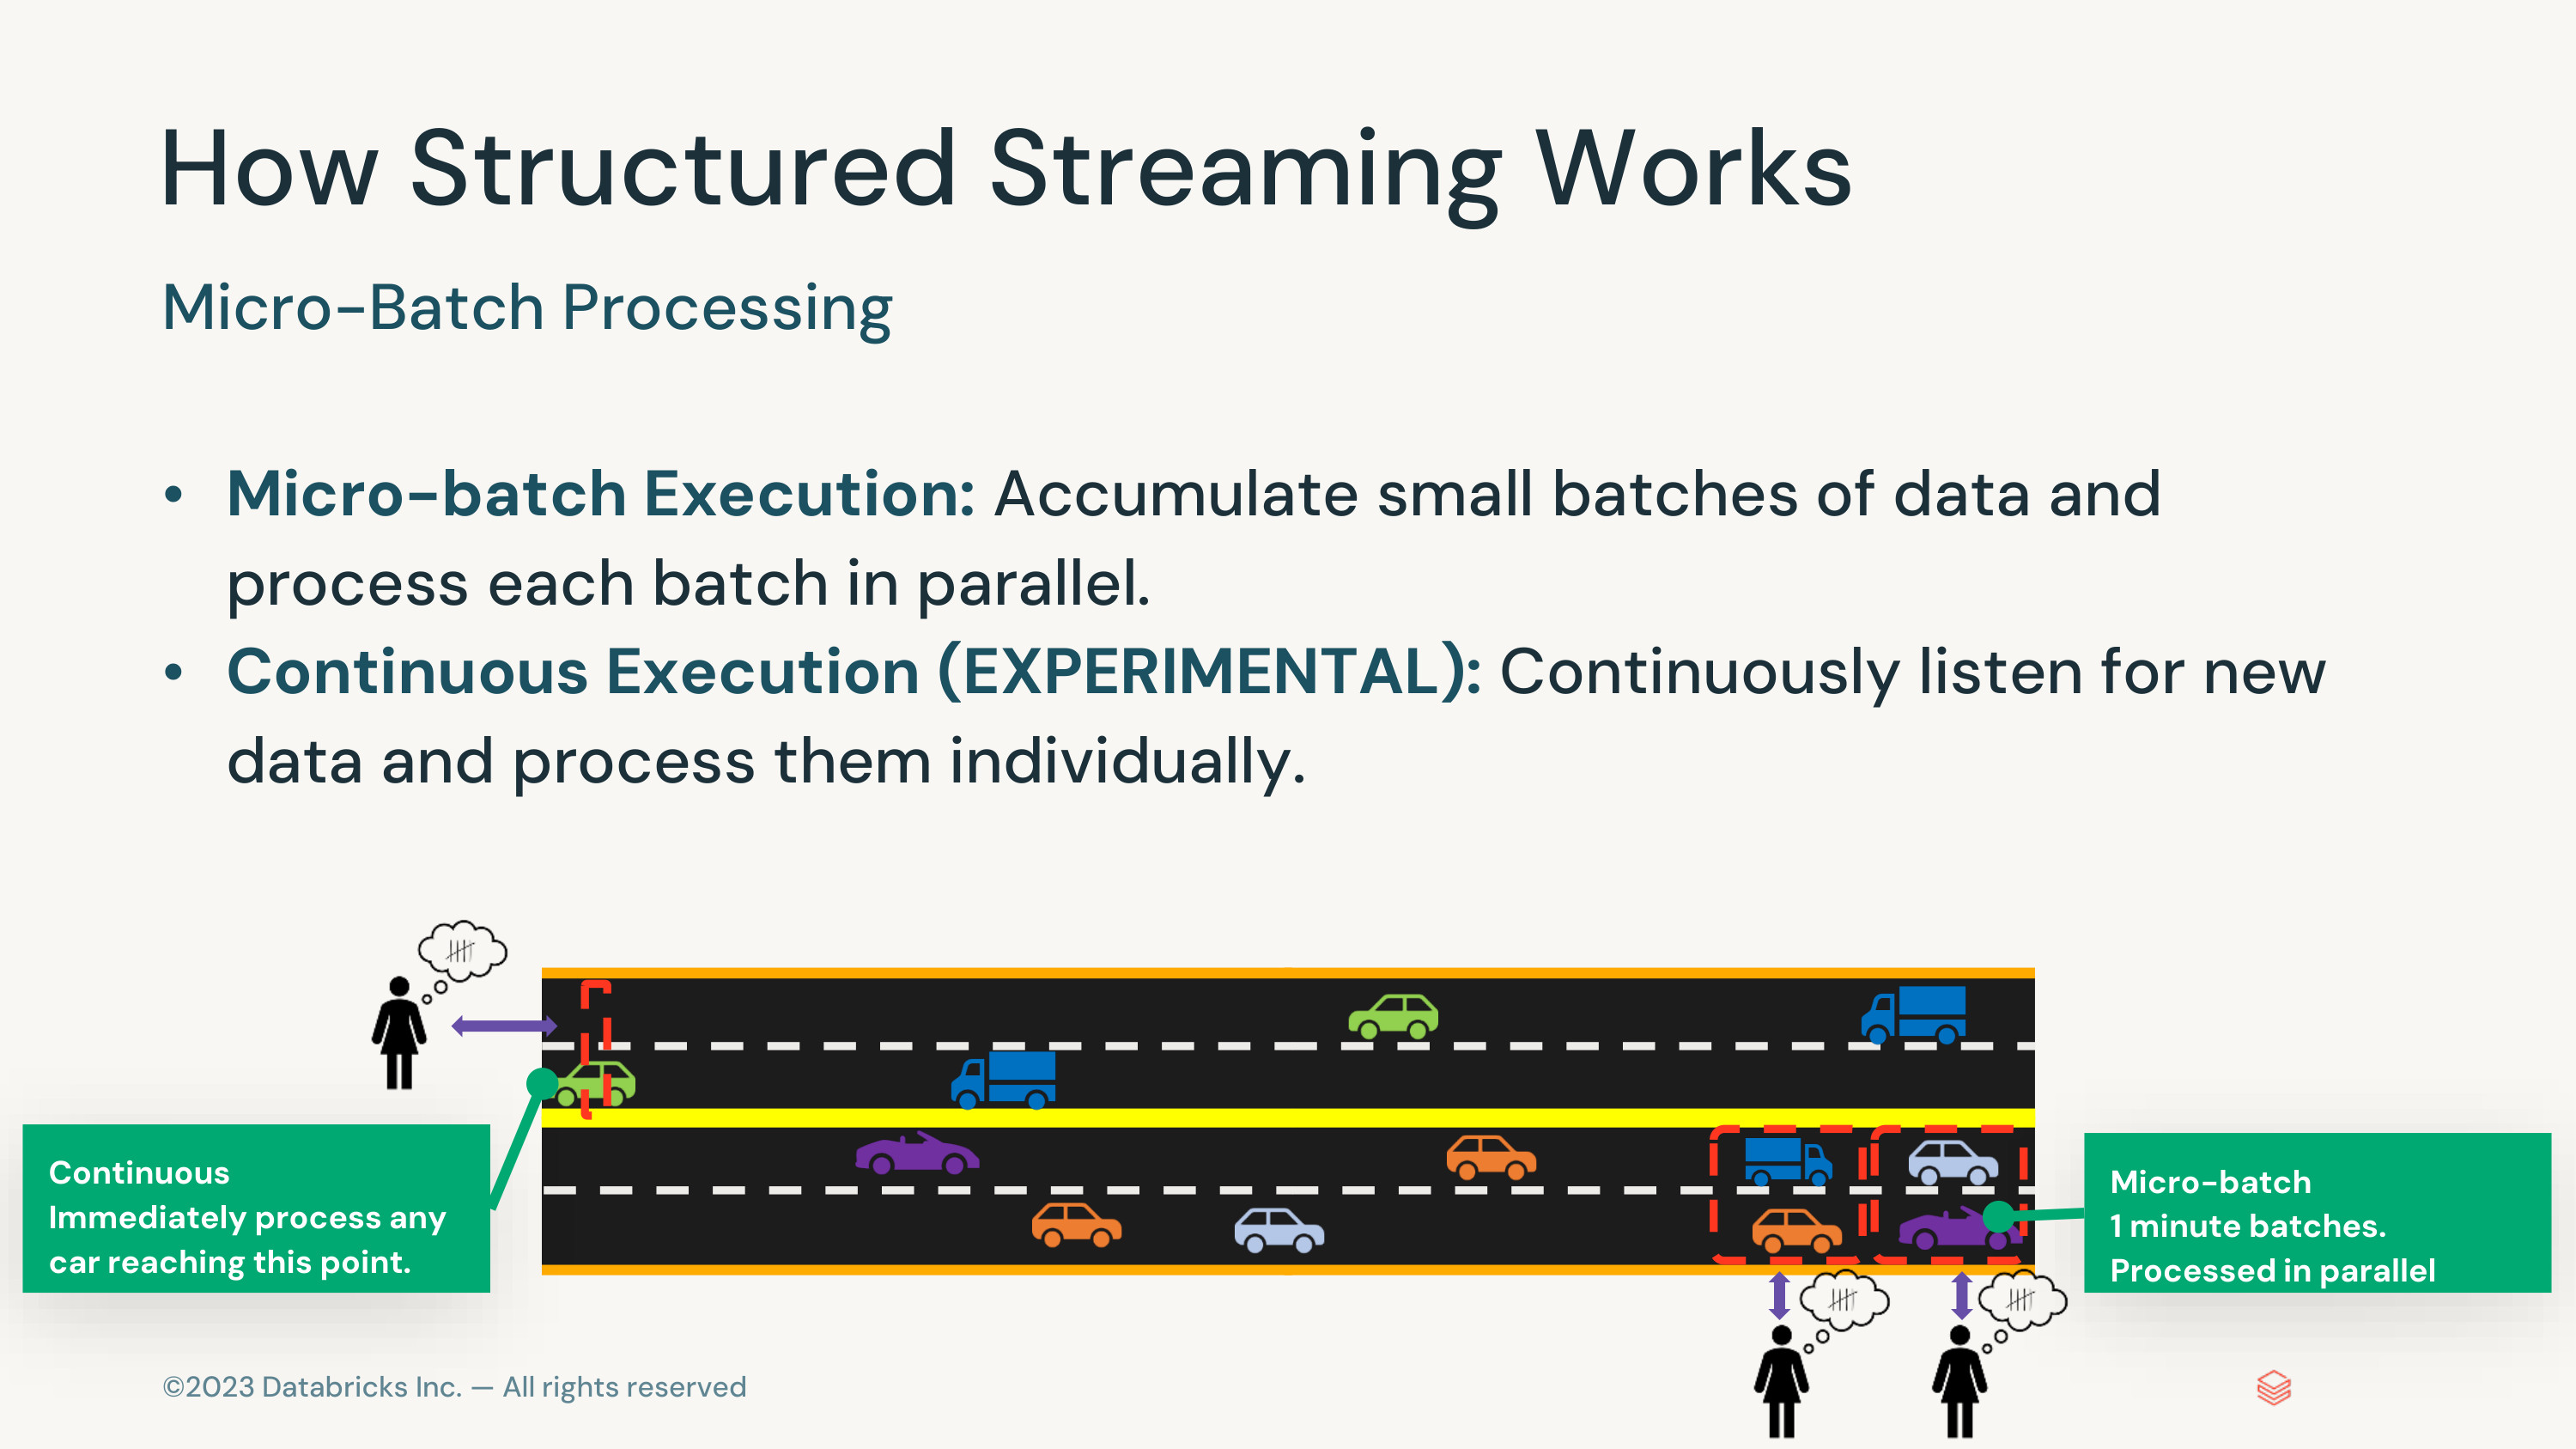 How Structured Streaming Works
Micro-Batch Processing
• Micro-batch Execution: Accumulate small batches of data and
process each batch in parallel.
• Continuous Execution (EXPERIMENTAL): Continuously listen for new
data and process them individually.
Continuous
Immediately process any
car reaching this point.
Micro-batch
1 minute batches.
Processed in parallel
©2023 Databricks Inc. — All rights reserved